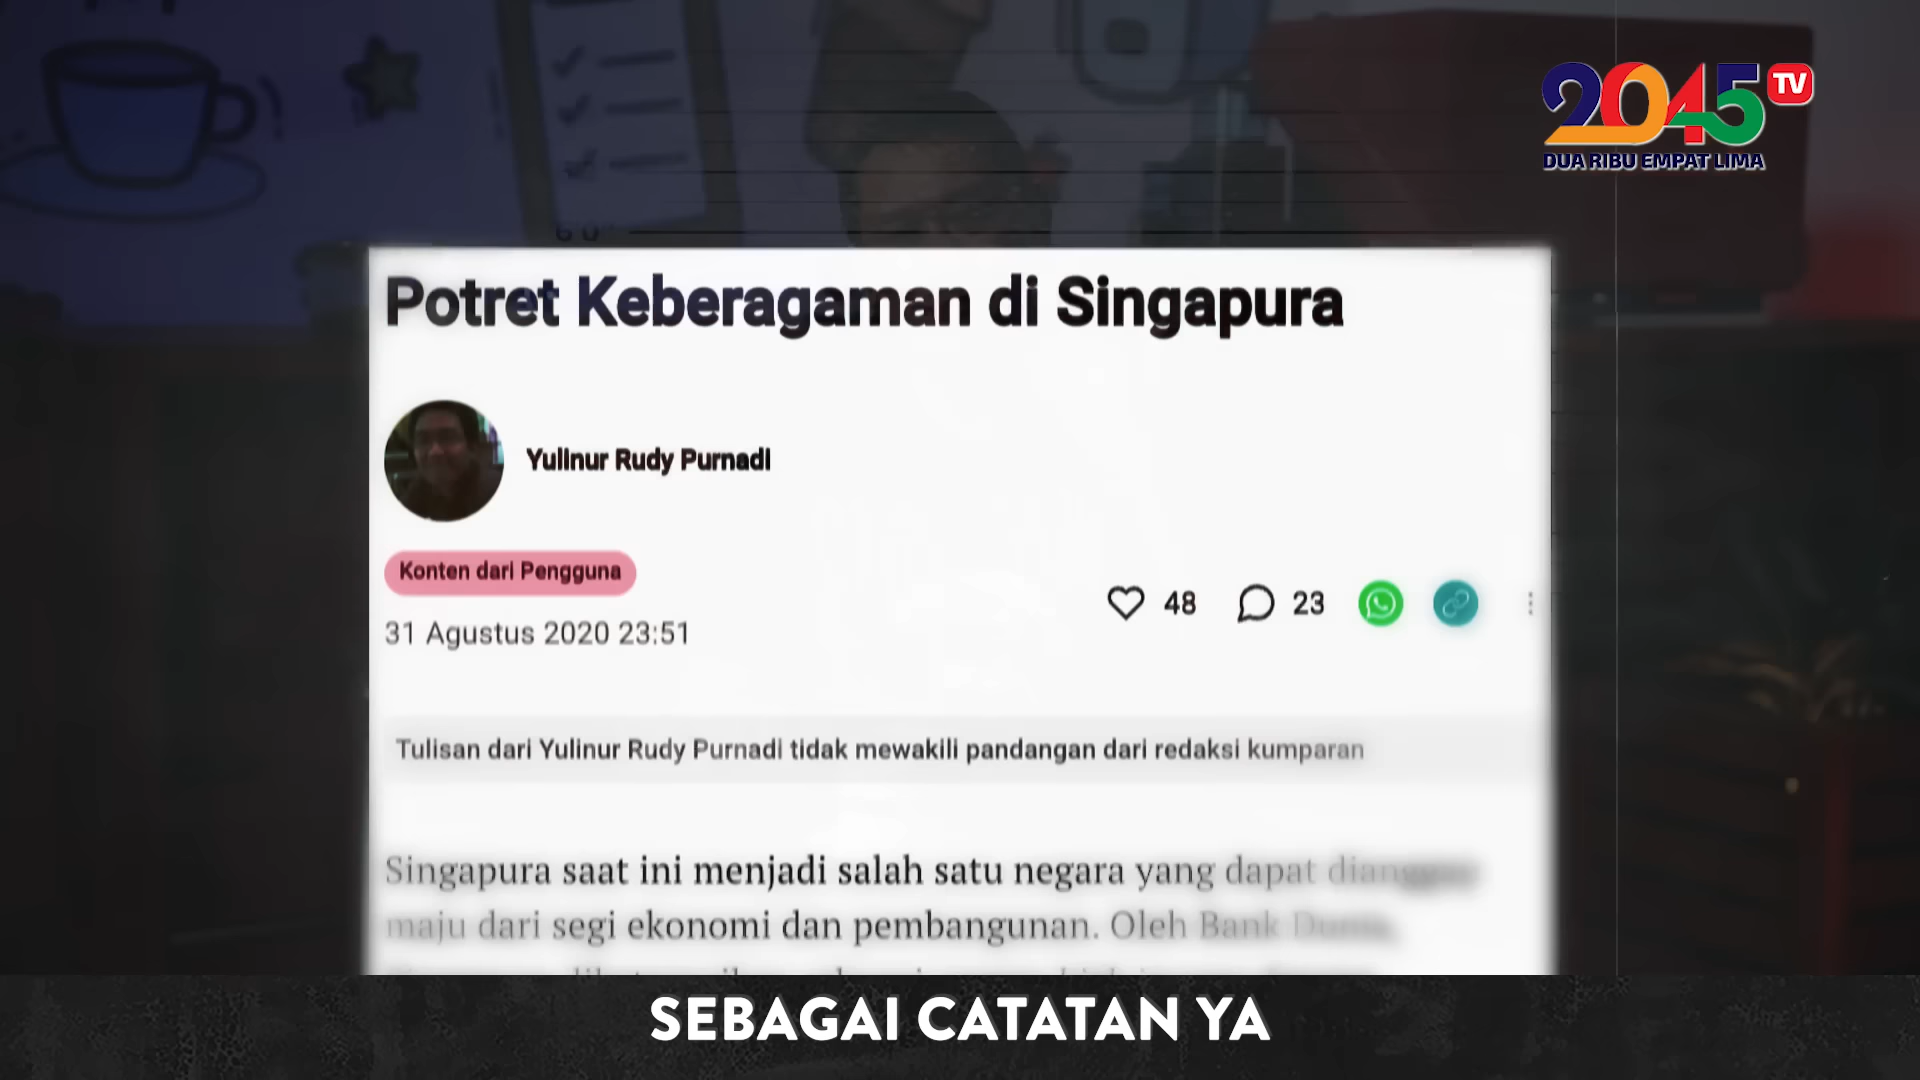 2045 TV
DUA RIBU EMPAT LIMA
Potret Keberagaman di Singapura
Yulinur Rudy Purnadi
Konten dari Pengguna
48 23
31 Agustus 2020 23:51
Tulisan dari Yulinur Rudy Purnadi tidak mewakili pandangan dari redaksi kumparan
Singapura saat ini menjadi salah satu negara yang dapat
maju dari segi ekonomi dan pembangunan. Oleh Bank
SEBAGAI CATATAN YA